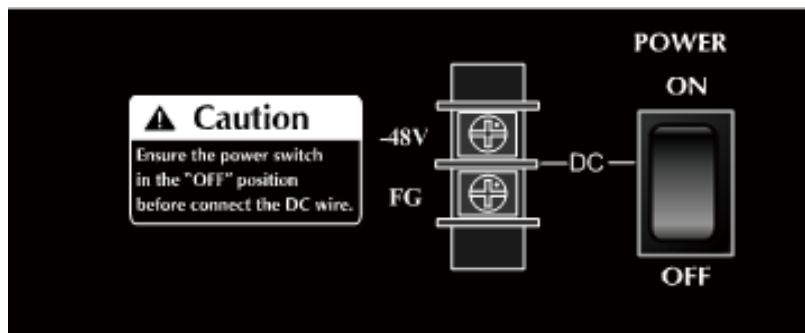 POWER
ON
Caution
Ensure the power switch
in the "OFF" position
before connect the DC wire.
-48V
FG
DC
OFF